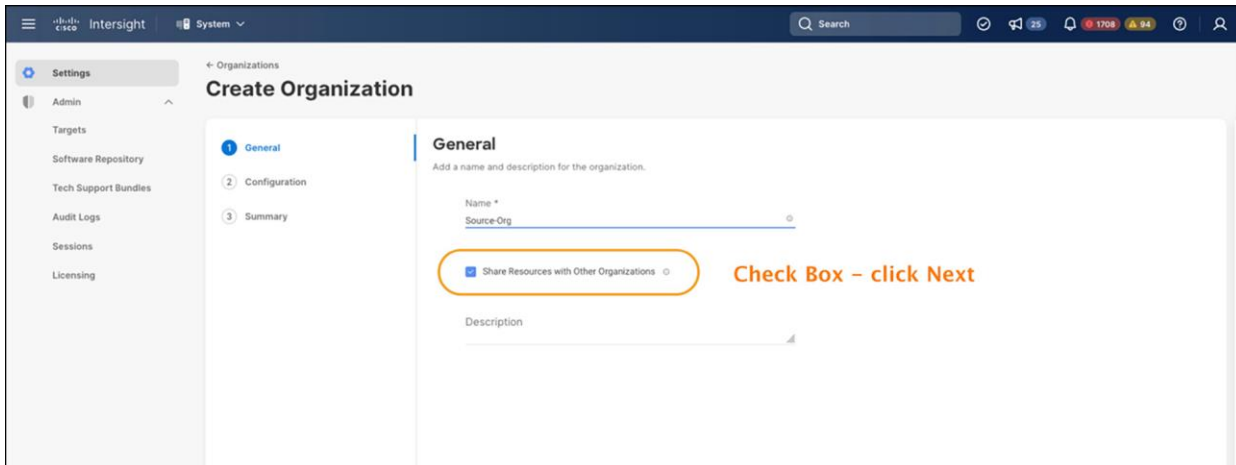 cisco Intersight System Search 25 1708 94
← Organizations
Create Organization
Settings
Admin
Targets
Software Repository
Tech Support Bundles
Audit Logs
Sessions
Licensing
1 General
2 Configuration
3 Summary
General
Add a name and description for the organization.
Name *
Source-Org
Share Resources with Other Organizations
Check Box – click Next
Description